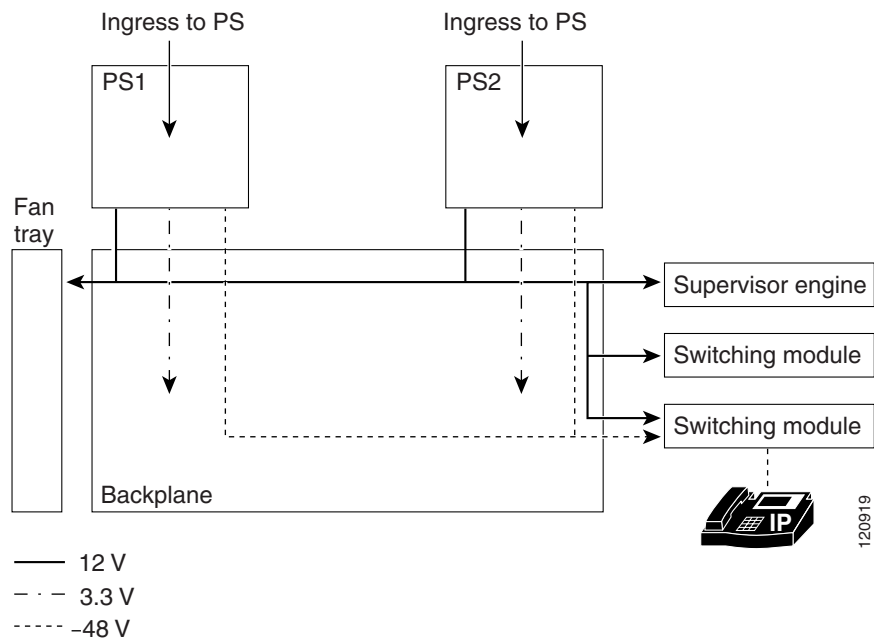 Ingress to PS
Ingress to PS
PS1
PS2
Fan
tray
Supervisor engine
Switching module
Switching module
Backplane
IP
120919
12 V
3.3 V
–48 V